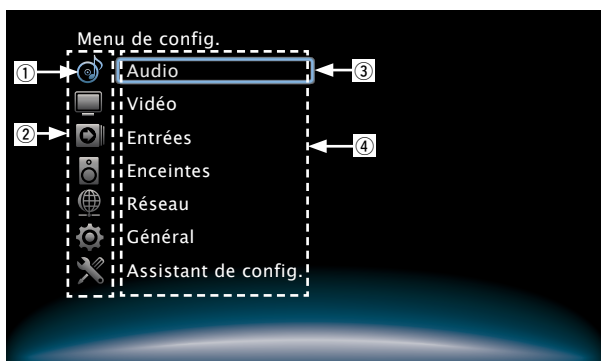 Menu de config.
① Audio ③
Vidéo
② Entrées ④
Enceintes
Réseau
Général
Assistant de config.